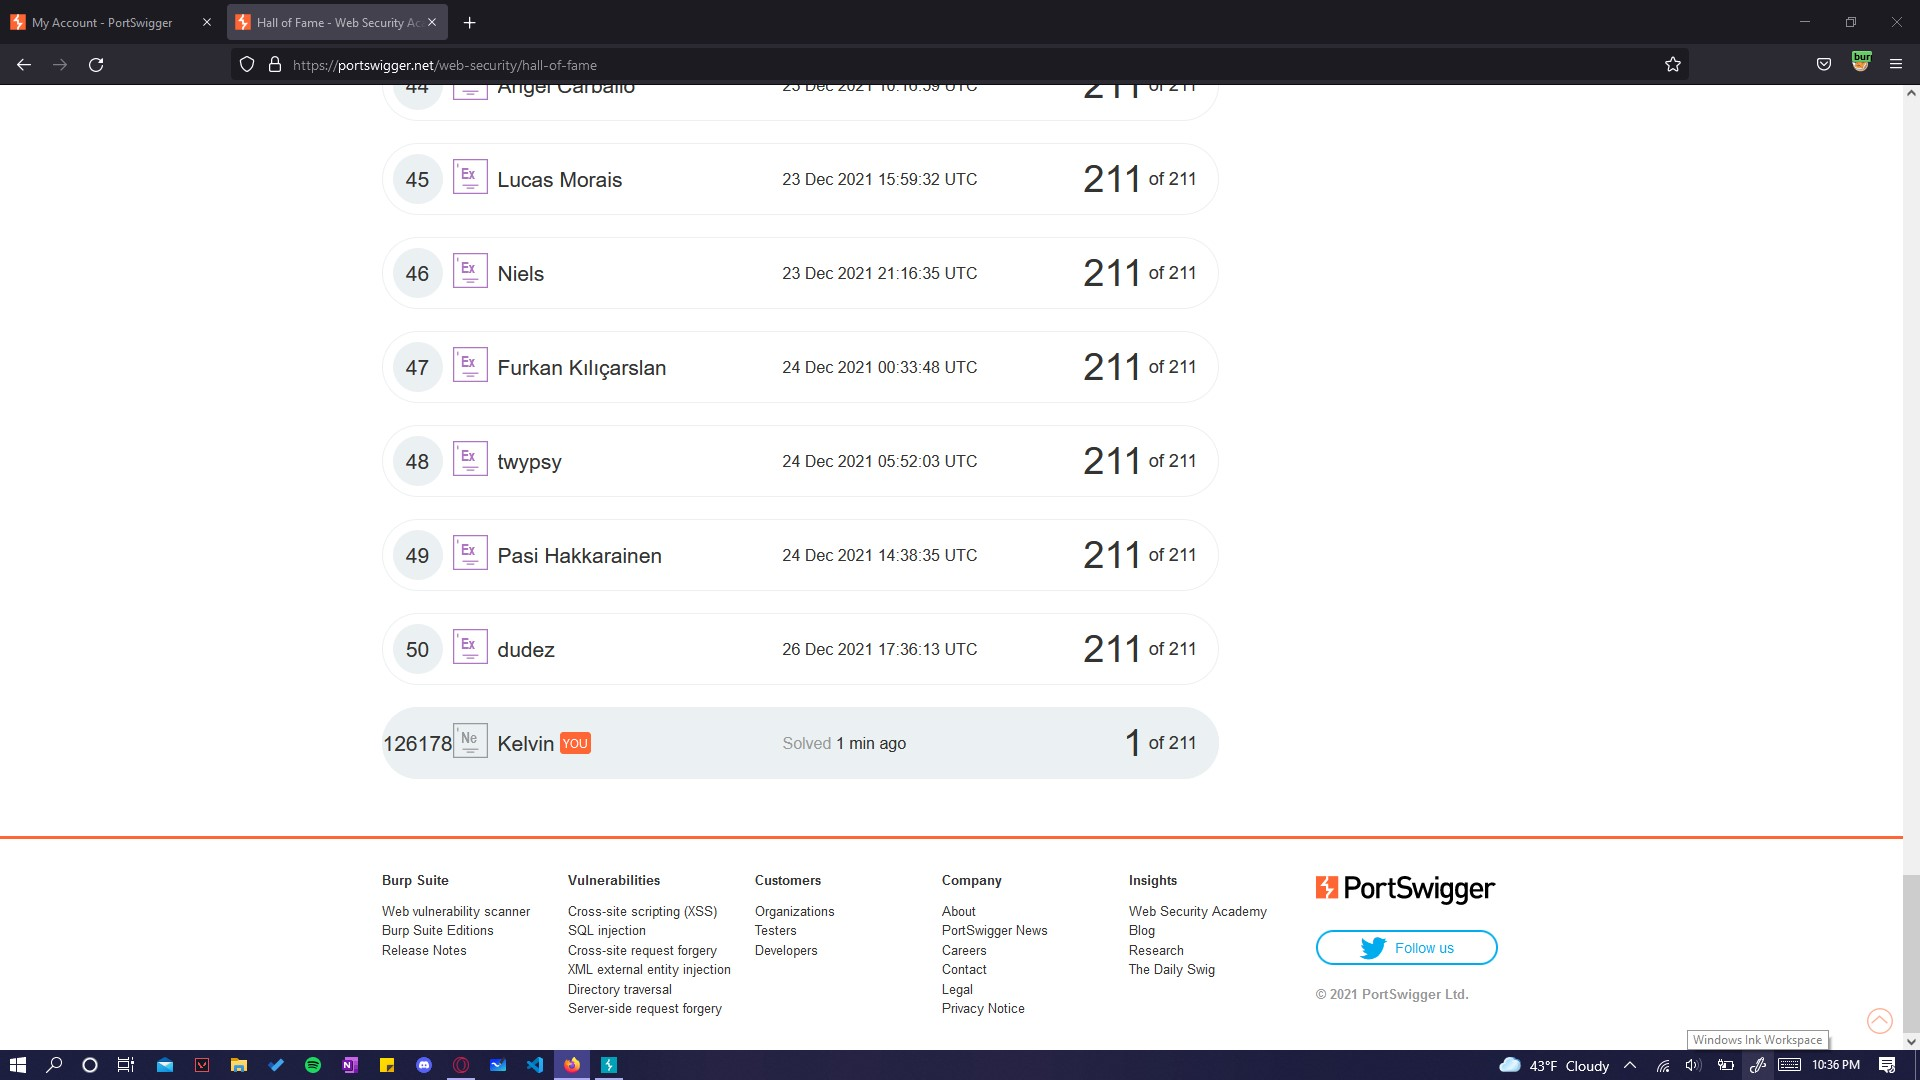 My Account - PortSwigger
Hall of Fame - Web Security Ac
https://portswigger.net/web-security/hall-of-fame
bur
44 Angel Carballo 23 Dec 2021 10:16:59 UTC 211 of 211
45 Ex Lucas Morais 23 Dec 2021 15:59:32 UTC 211 of 211
46 Ex Niels 23 Dec 2021 21:16:35 UTC 211 of 211
47 Ex Furkan Kılıçarslan 24 Dec 2021 00:33:48 UTC 211 of 211
48 Ex twypsy 24 Dec 2021 05:52:03 UTC 211 of 211
49 Ex Pasi Hakkarainen 24 Dec 2021 14:38:35 UTC 211 of 211
50 Ex dudez 26 Dec 2021 17:36:13 UTC 211 of 211
126178 Ne Kelvin YOU Solved 1 min ago 1 of 211
Burp Suite
Web vulnerability scanner
Burp Suite Editions
Release Notes
Vulnerabilities
Cross-site scripting (XSS)
SQL injection
Cross-site request forgery
XML external entity injection
Directory traversal
Server-side request forgery
Customers
Organizations
Testers
Developers
Company
About
PortSwigger News
Careers
Contact
Legal
Privacy Notice
Insights
Web Security Academy
Blog
Research
The Daily Swig
PortSwigger
Follow us
© 2021 PortSwigger Ltd.
Windows Ink Workspace
43°F Cloudy
10:36 PM